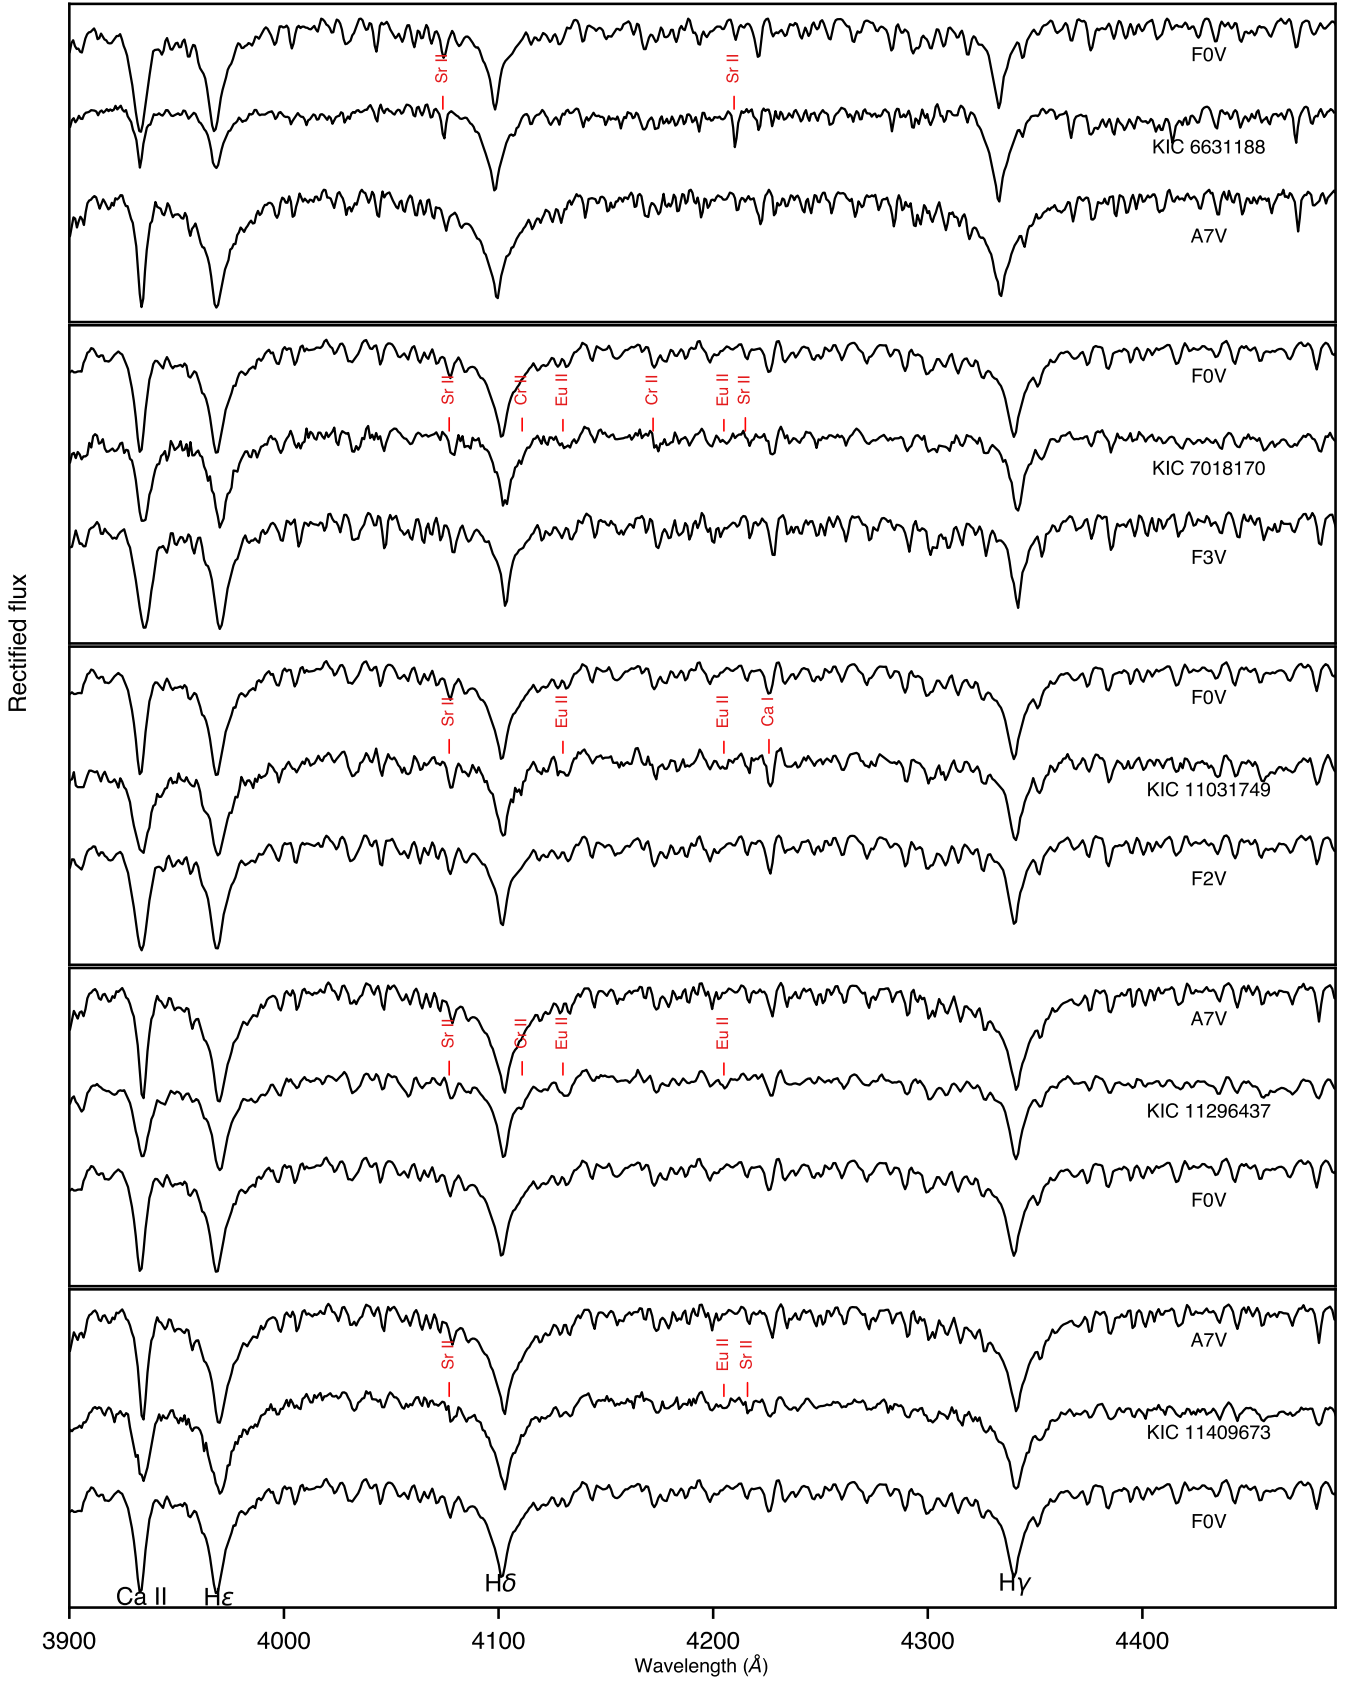 Rectified flux
Sr II
Sr II
F0V
KIC 6631188
A7V
F0V
Sr II
Cr II
Eu II
Cr II
Eu II
Sr II
KIC 7018170
F3V
F0V
Sr II
Eu II
Eu II
Ca I
KIC 11031749
F2V
A7V
Sr II
Cr II
Eu II
Eu II
KIC 11296437
F0V
A7V
Sr II
Eu II
Sr II
KIC 11409673
F0V
Ca II Hε Hδ Hγ
3900 4000 4100 4200 4300 4400
Wavelength (Å)